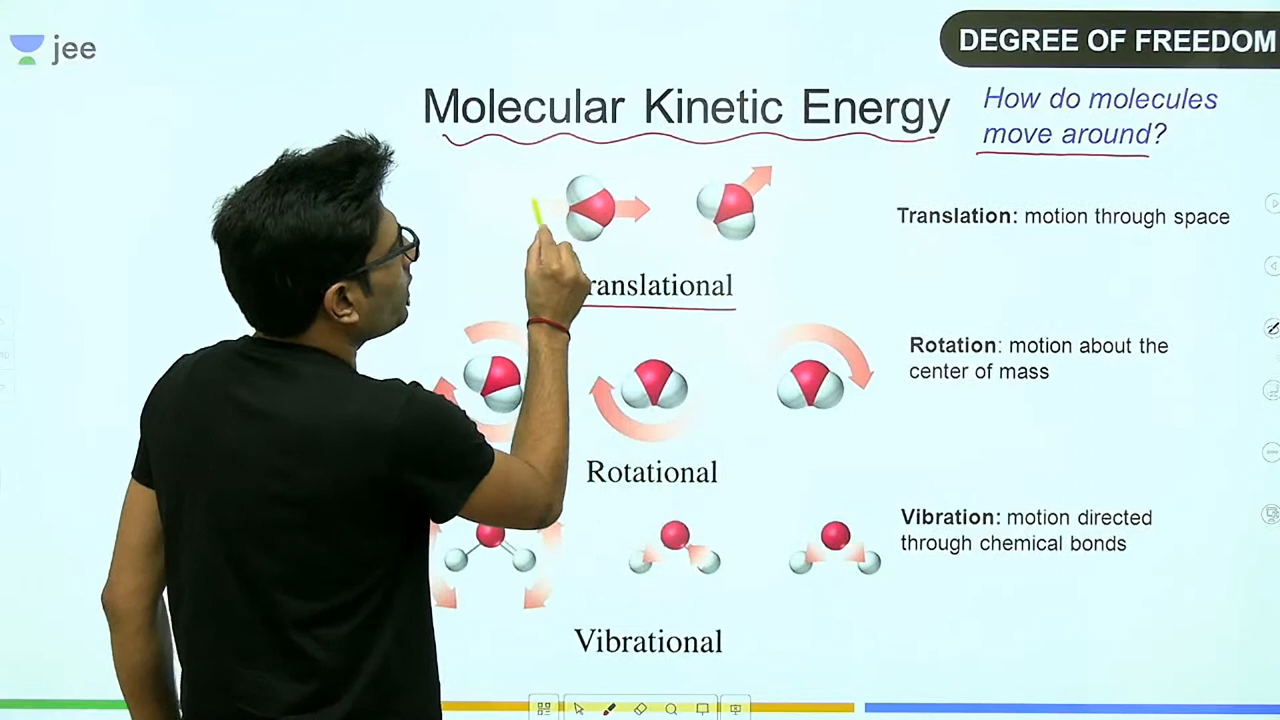 jee
DEGREE OF FREEDOM
Molecular Kinetic Energy
How do molecules
move around?
Translation: motion through space
ranslational
Rotation: motion about the
center of mass
Rotational
Vibration: motion directed
through chemical bonds
Vibrational